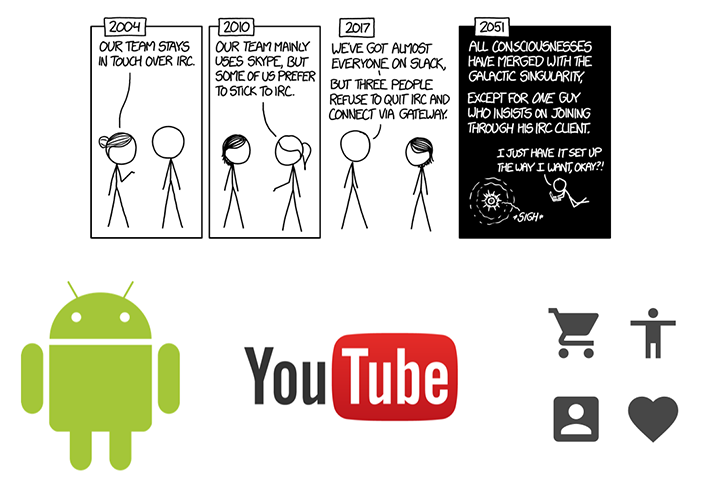 2004
OUR TEAM STAYS
IN TOUCH OVER IRC.
2010
OUR TEAM MAINLY
USES SKYPE, BUT
SOME OF US PREFER
TO STICK TO IRC.
2017
WE'VE GOT ALMOST
EVERYONE ON SLACK,
BUT THREE PEOPLE
REFUSE TO QUIT IRC AND
CONNECT VIA GATEWAY.
2051
ALL CONSCIOUSNESSES
HAVE MERGED WITH THE
GALACTIC SINGULARITY,
EXCEPT FOR ONE GUY
WHO INSISTS ON JOINING
THROUGH HIS IRC CLIENT.
I JUST HAVE IT SET UP
THE WAY I WANT, OKAY?!
*SIGH*
YouTube